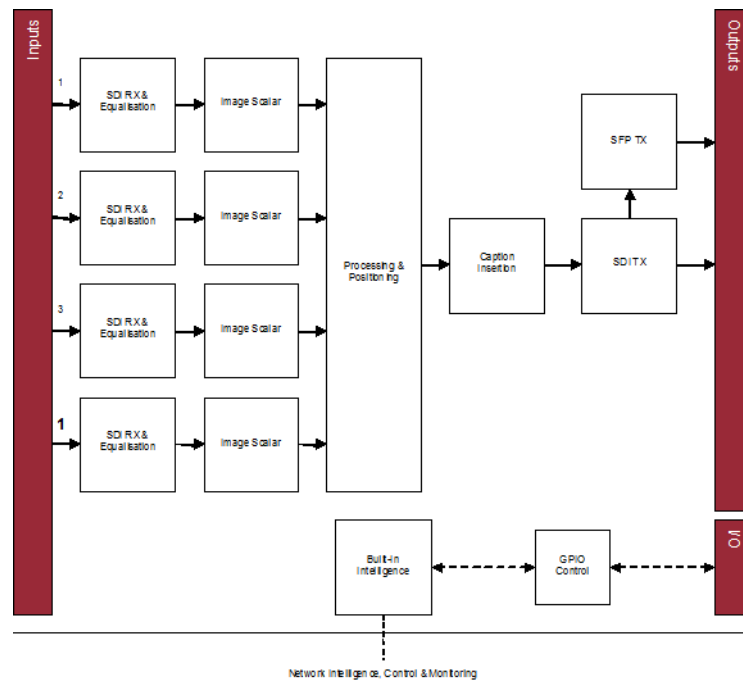 Inputs
Outputs
1
SDI RX &
Equalisation
Image Scalar
SFP TX
2
SDI RX &
Equalisation
Image Scalar
Processing &
Positioning
Caption
Insertion
SDI TX
3
SDI RX &
Equalisation
Image Scalar
1
SDI RX &
Equalisation
Image Scalar
I/O
Built-in
Intelligence
GPIO
Control
Network Intelligence, Control & Monitoring